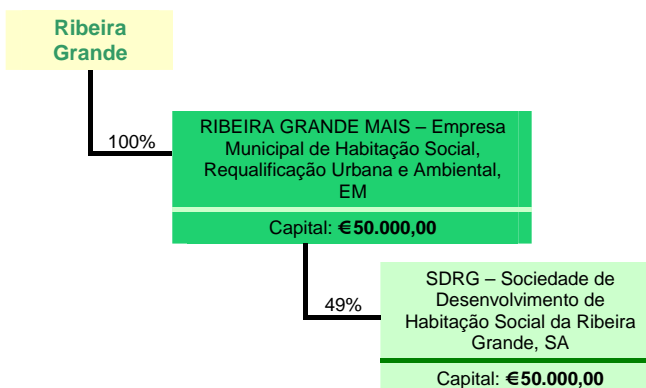 Ribeira
Grande
100%
RIBEIRA GRANDE MAIS – Empresa
Municipal de Habitação Social,
Requalificação Urbana e Ambiental,
EM
Capital: €50.000,00
49%
SDRG – Sociedade de
Desenvolvimento de
Habitação Social da Ribeira
Grande, SA
Capital: €50.000,00